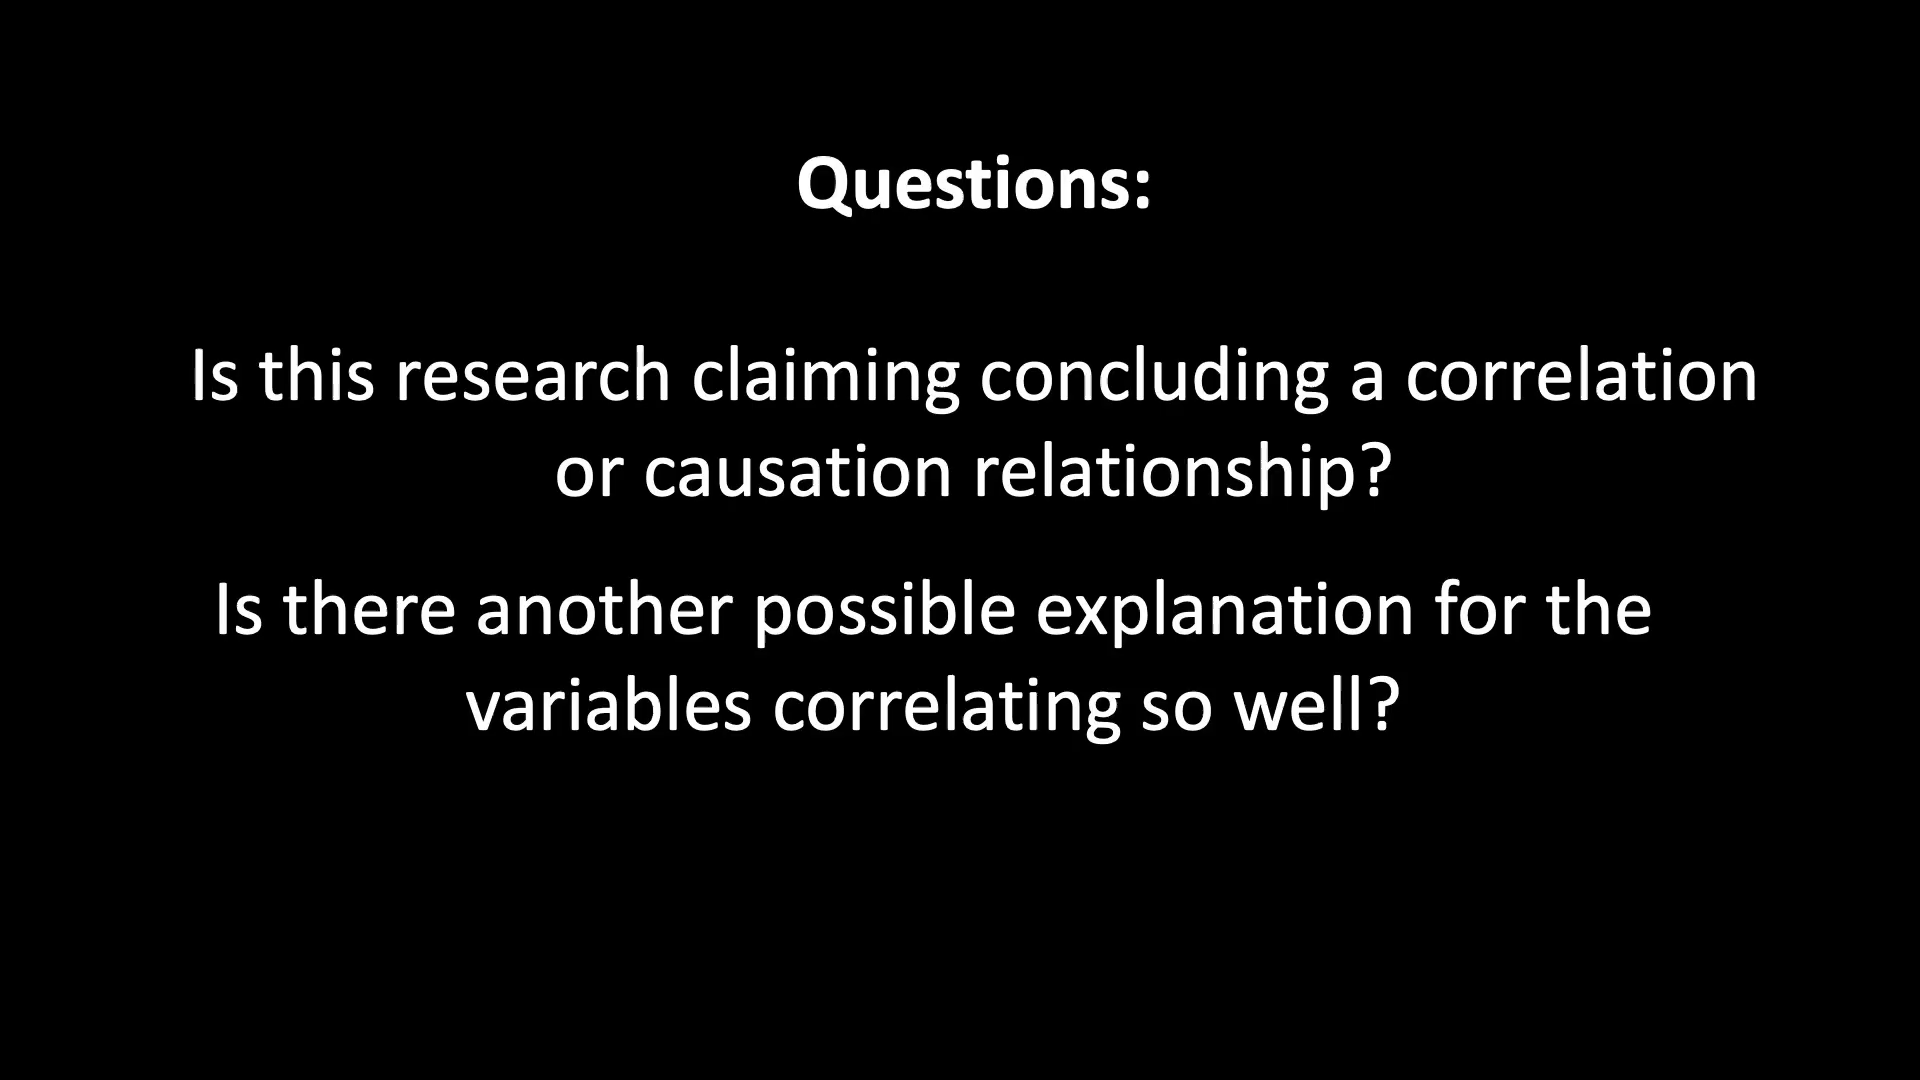 Questions:
Is this research claiming concluding a correlation
or causation relationship?
Is there another possible explanation for the
variables correlating so well?